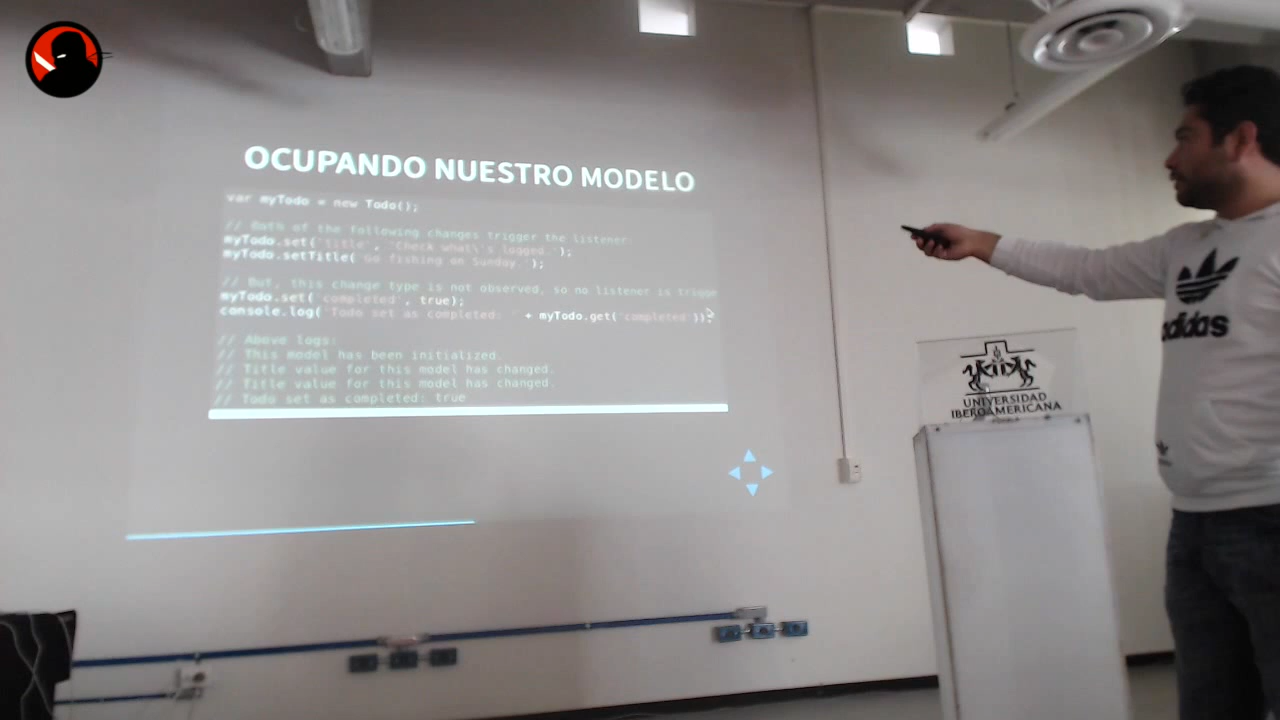 OCUPANDO NUESTRO MODELO
var myTodo = new Todo();
// Both of the following changes trigger the listener:
myTodo.set('title', 'Check what\'s logged.');
myTodo.setTitle('Go fishing on Sunday.');
// But, this change type is not observed, so no listener is trigge
myTodo.set('completed', true);
console.log('Todo set as completed: ' + myTodo.get('completed'));
// Above logs:
// This model has been initialized.
// Title value for this model has changed.
// Title value for this model has changed.
// Todo set as completed: true
adidas
UNIVERSIDAD
IBEROAMERICANA